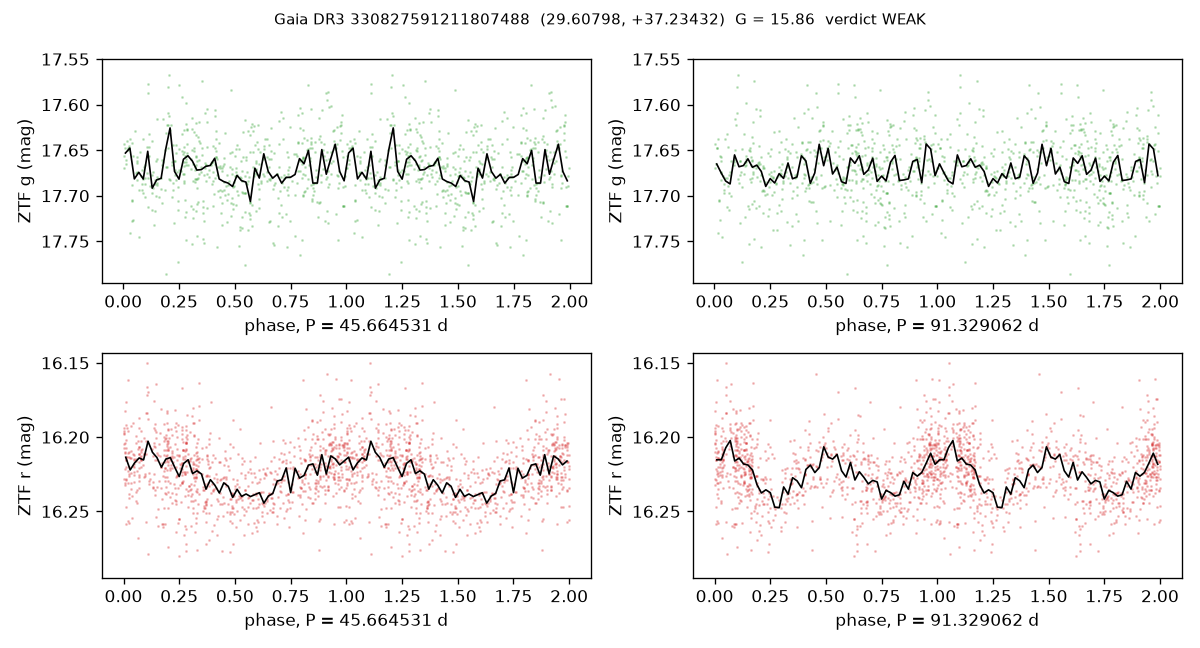 Gaia DR3 330827591211807488 (29.60798, +37.23432) G = 15.86 verdict WEAK
ZTF g (mag)
17.55
17.60
17.65
17.70
17.75
0.00 0.25 0.50 0.75 1.00 1.25 1.50 1.75 2.00
phase, P = 45.664531 d
ZTF g (mag)
17.55
17.60
17.65
17.70
17.75
0.00 0.25 0.50 0.75 1.00 1.25 1.50 1.75 2.00
phase, P = 91.329062 d
ZTF r (mag)
16.15
16.20
16.25
0.00 0.25 0.50 0.75 1.00 1.25 1.50 1.75 2.00
phase, P = 45.664531 d
ZTF r (mag)
16.15
16.20
16.25
0.00 0.25 0.50 0.75 1.00 1.25 1.50 1.75 2.00
phase, P = 91.329062 d